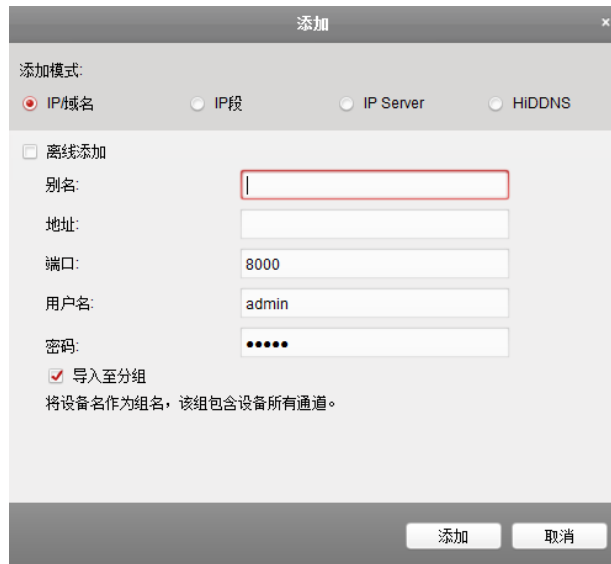 添加
添加模式:
IP/域名 IP段 IP Server HiDDNS
离线添加
别名:
地址:
端口: 8000
用户名: admin
密码: •••••
导入至分组
将设备名作为组名，该组包含设备所有通道。
添加 取消